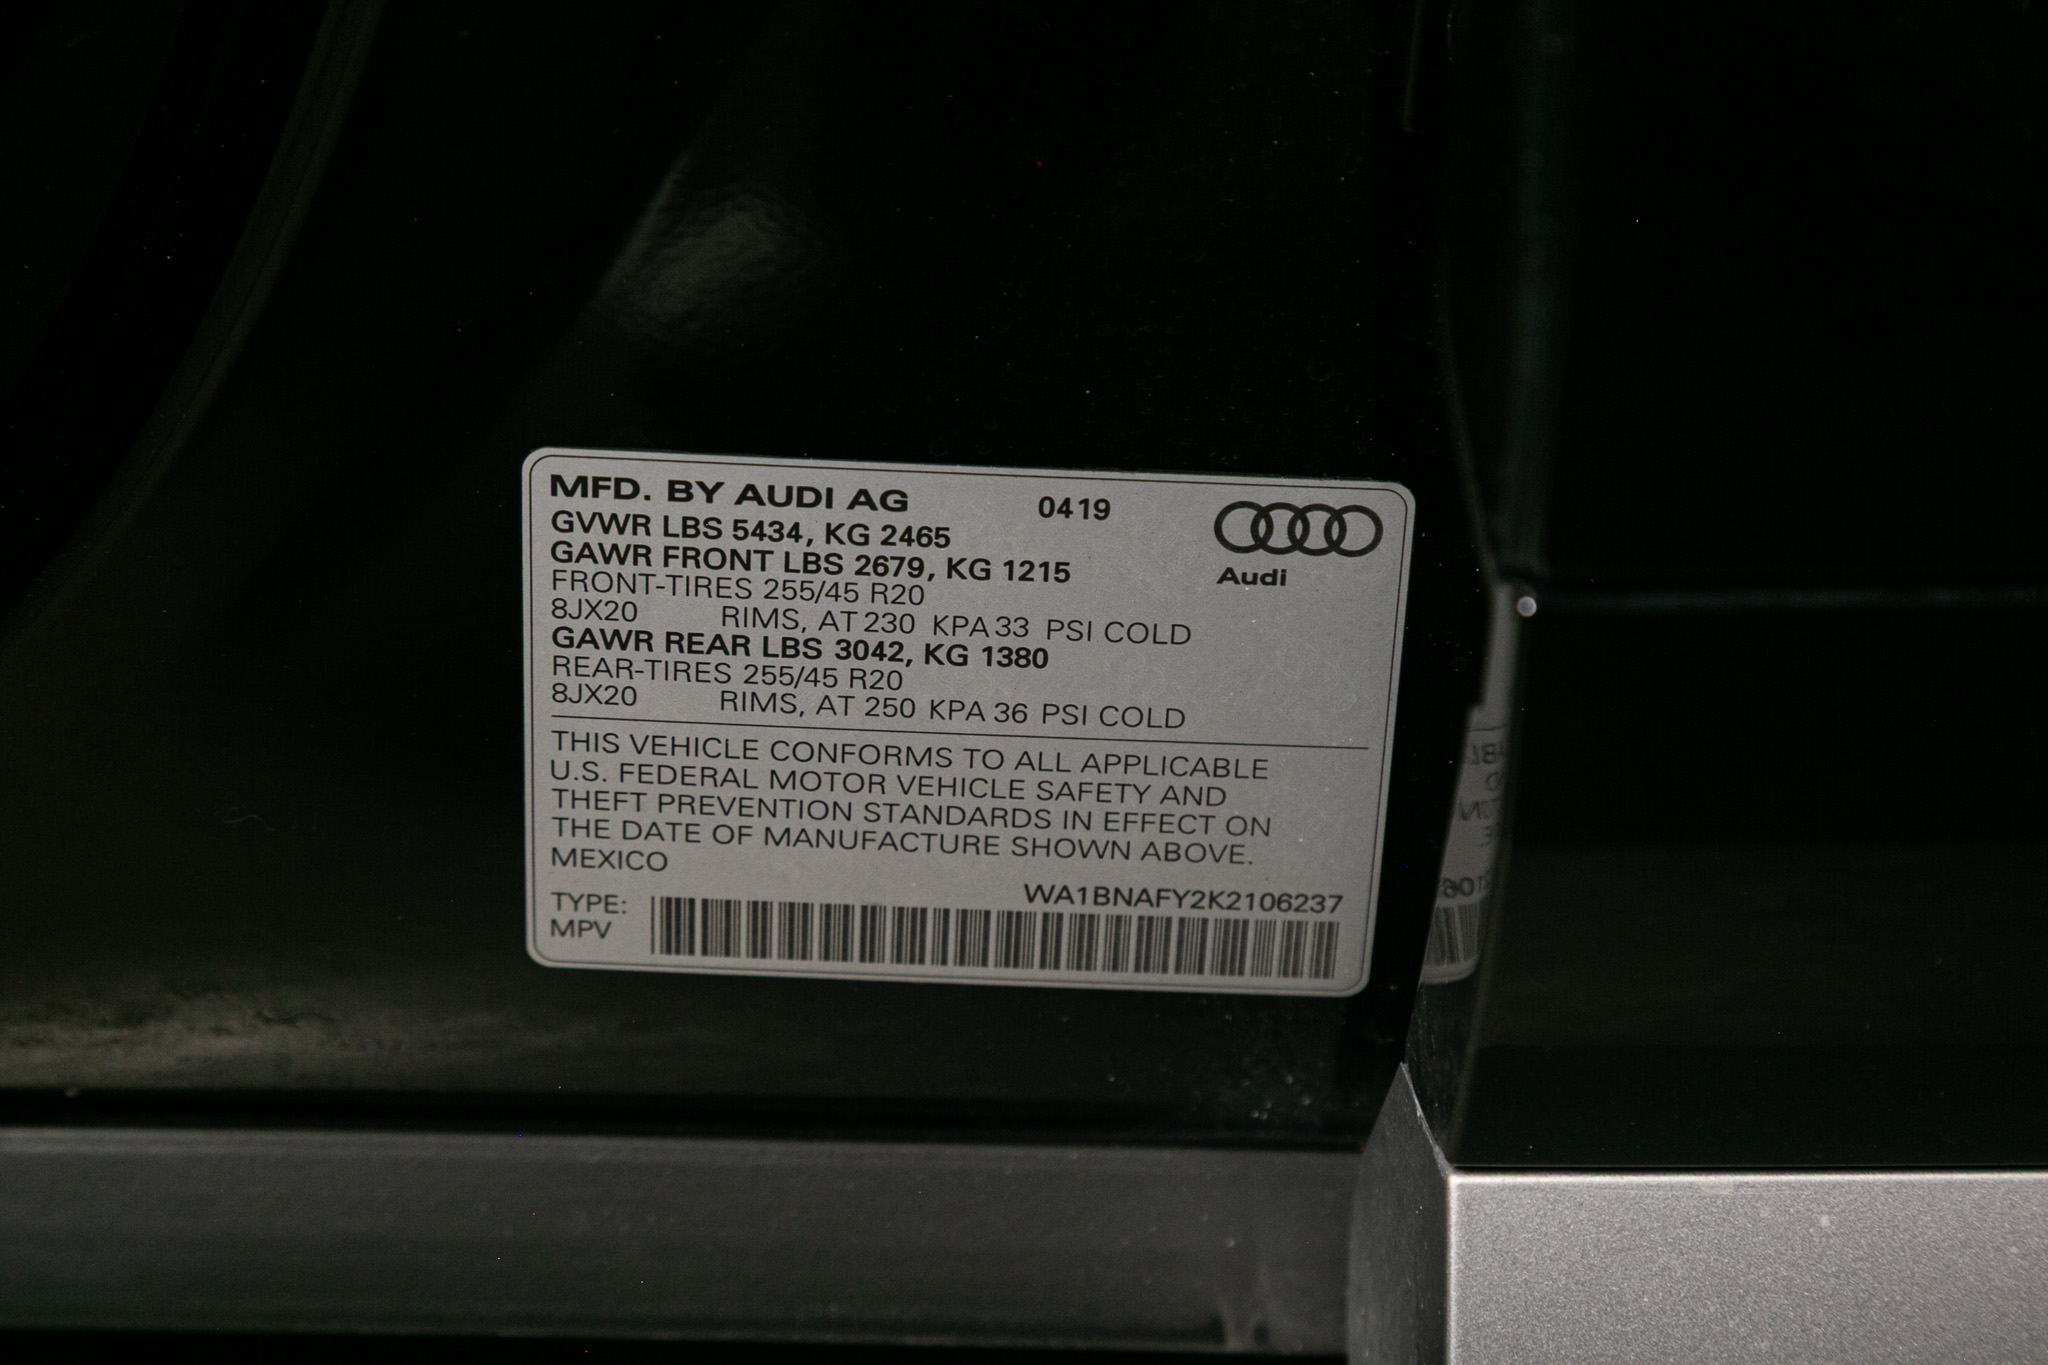 MFD. BY AUDI AG 0419
GVWR LBS 5434, KG 2465
GAWR FRONT LBS 2679, KG 1215
Audi
FRONT-TIRES 255/45 R20
8JX20 RIMS, AT 230 KPA 33 PSI COLD
GAWR REAR LBS 3042, KG 1380
REAR-TIRES 255/45 R20
8JX20 RIMS, AT 250 KPA 36 PSI COLD
THIS VEHICLE CONFORMS TO ALL APPLICABLE
U.S. FEDERAL MOTOR VEHICLE SAFETY AND
THEFT PREVENTION STANDARDS IN EFFECT ON
THE DATE OF MANUFACTURE SHOWN ABOVE.
MEXICO
WA1BNAFY2K2106237
TYPE:
MPV